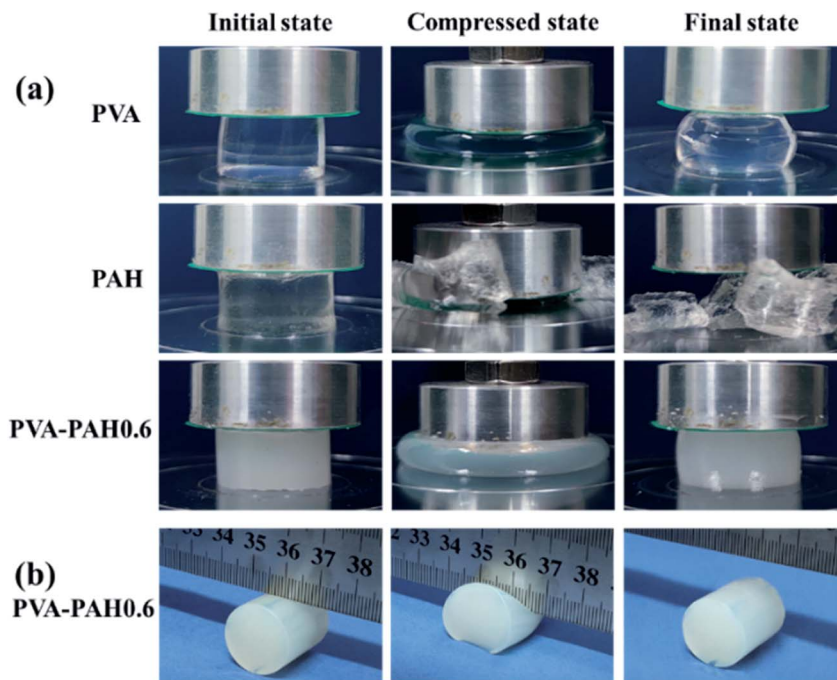 Initial state Compressed state Final state
(a)
PVA
PAH
PVA-PAH0.6
(b)
PVA-PAH0.6
33 34 35 36 37 38
33 34 35 36 37 38